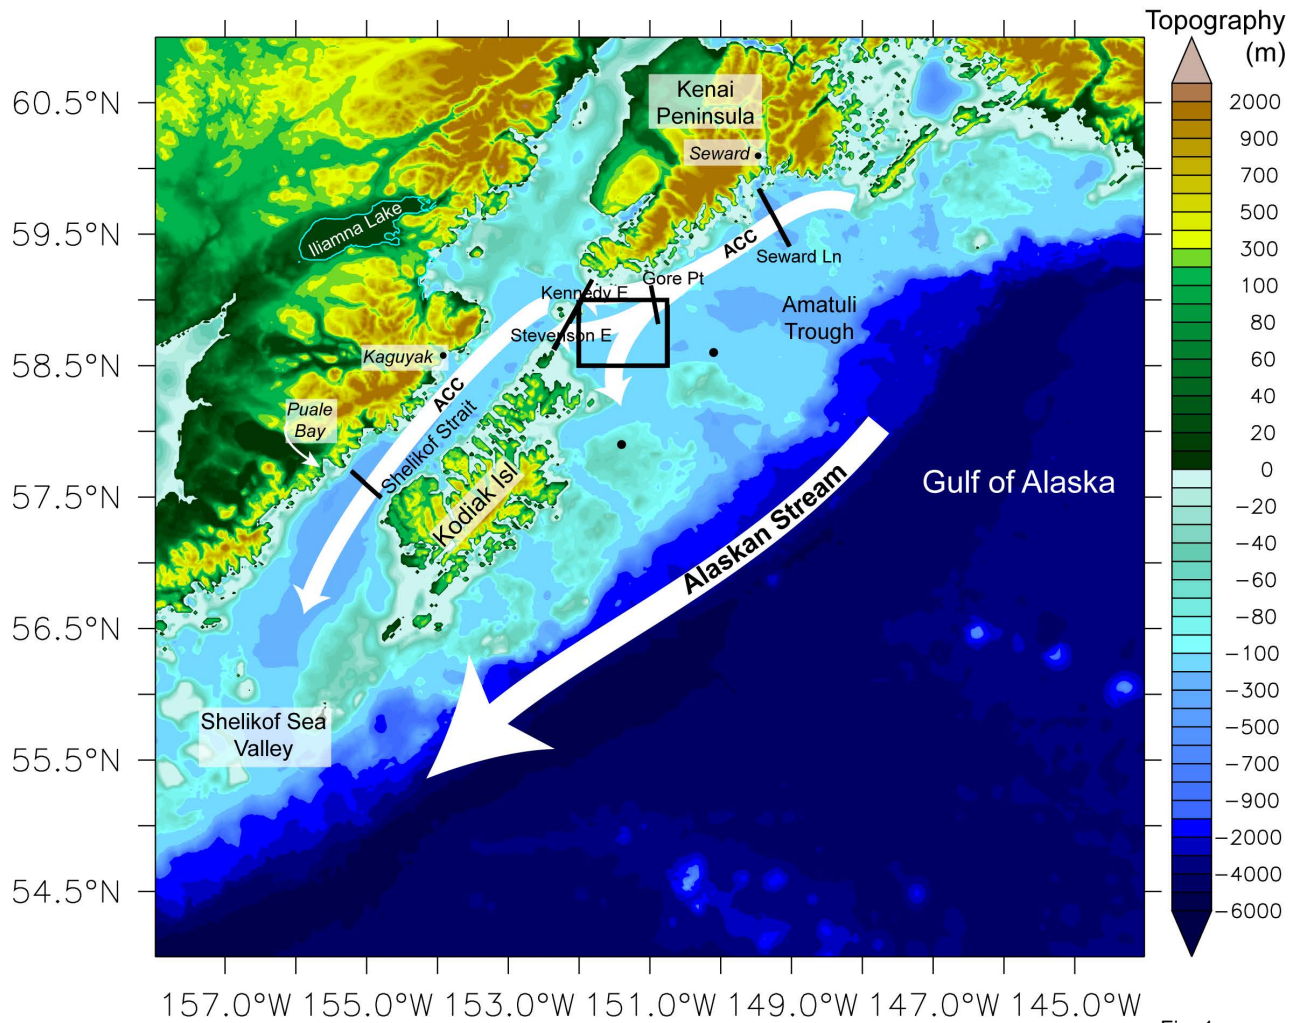 Topography
(m)
60.5°N
59.5°N
58.5°N
57.5°N
56.5°N
55.5°N
54.5°N
Kenai
Peninsula
Seward
Iliamna Lake
ACC
Seward Ln
Gore Pt
Kennedy E
Amatuli
Trough
Stevenson E
Kaguyak
ACC
Shelikof Strait
Puale
Bay
Kodiak Isl
Gulf of Alaska
Alaskan Stream
Shelikof Sea
Valley
2000
900
700
500
300
100
80
60
40
20
0
−20
−40
−60
−80
−100
−300
−500
−700
−900
−2000
−4000
−6000
157.0°W 155.0°W 153.0°W 151.0°W 149.0°W 147.0°W 145.0°W